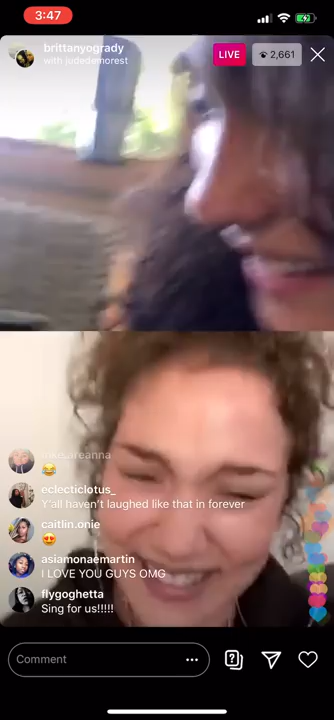 3:47
brittanyogrady
with judedemorest
LIVE
2,661
eclecticlotus_
Y'all haven't laughed like that in forever
caitlin.onie
asiamonaemartin
I LOVE YOU GUYS OMG
flygoghetta
Sing for us!!!!!
Comment